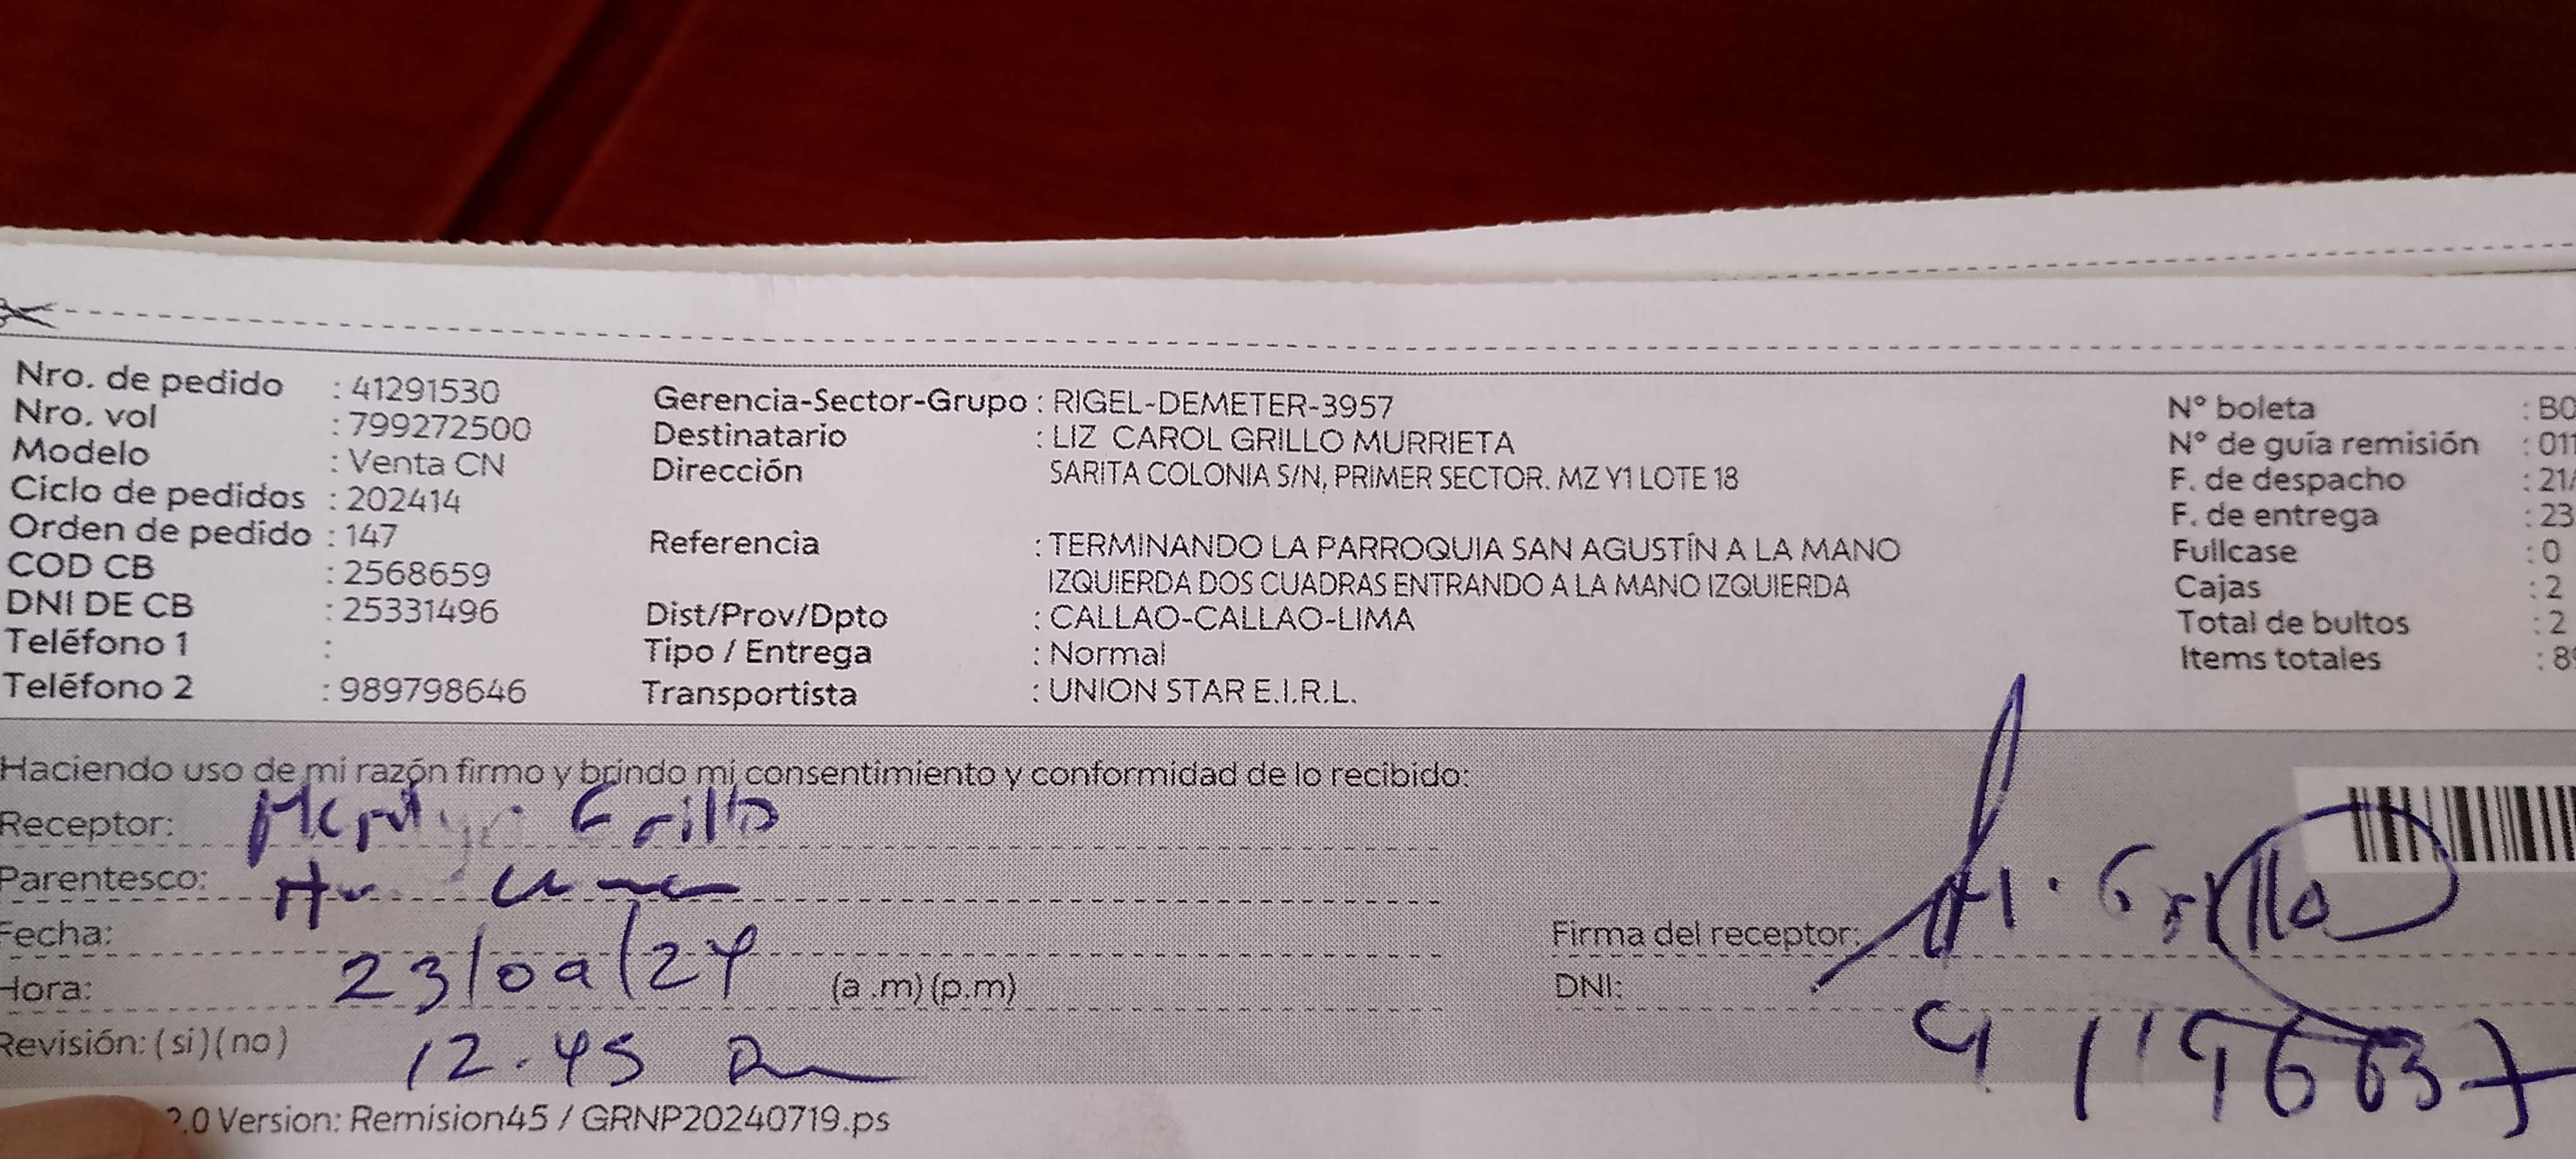 Nro. de pedido : 41291530
Nro. vol : 799272500
Modelo : Venta CN
Ciclo de pedidos : 202414
Orden de pedido : 147
COD CB : 2568659
DNI DE CB : 25331496
Teléfono 1 :
Teléfono 2 : 989798646
Gerencia-Sector-Grupo : RIGEL-DEMETER-3957
Destinatario : LIZ CAROL GRILLO MURRIETA
Dirección SARITA COLONIA S/N, PRIMER SECTOR. MZ Y1 LOTE 18
Referencia : TERMINANDO LA PARROQUIA SAN AGUSTÍN A LA MANO
IZQUIERDA DOS CUADRAS ENTRANDO A LA MANO IZQUIERDA
Dist/Prov/Dpto : CALLAO-CALLAO-LIMA
Tipo / Entrega : Normal
Transportista : UNION STAR E.I.R.L.
N° boleta : B0
N° de guía remisión : 011
F. de despacho : 21/
F. de entrega : 23
Fullcase : 0
Cajas : 2
Total de bultos : 2
Items totales : 8
Haciendo uso de mi razón firmo y brindo mi consentimiento y conformidad de lo recibido:
Receptor: Grillo
Parentesco:
Fecha: 23/09/24
Hora: (a .m) (p.m)
Revisión: (si) (no) 12.45
Firma del receptor: M. Grillo
DNI:
2.0 Version: Remision45 / GRNP20240719.ps